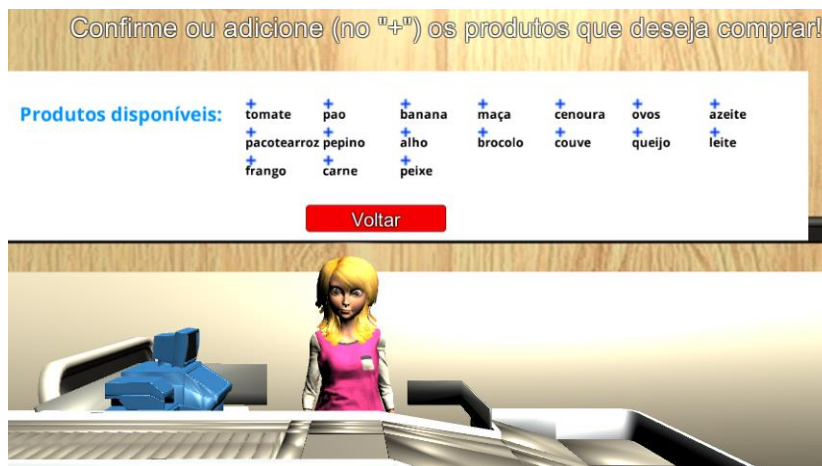 Confirme ou adicione (no "+") os produtos que deseja comprar!
Produtos disponíveis:
+ tomate + pao + banana + maça + cenoura + ovos + azeite
+ pacotearroz + pepino + alho + brocolo + couve + queijo + leite
+ frango + carne + peixe
Voltar